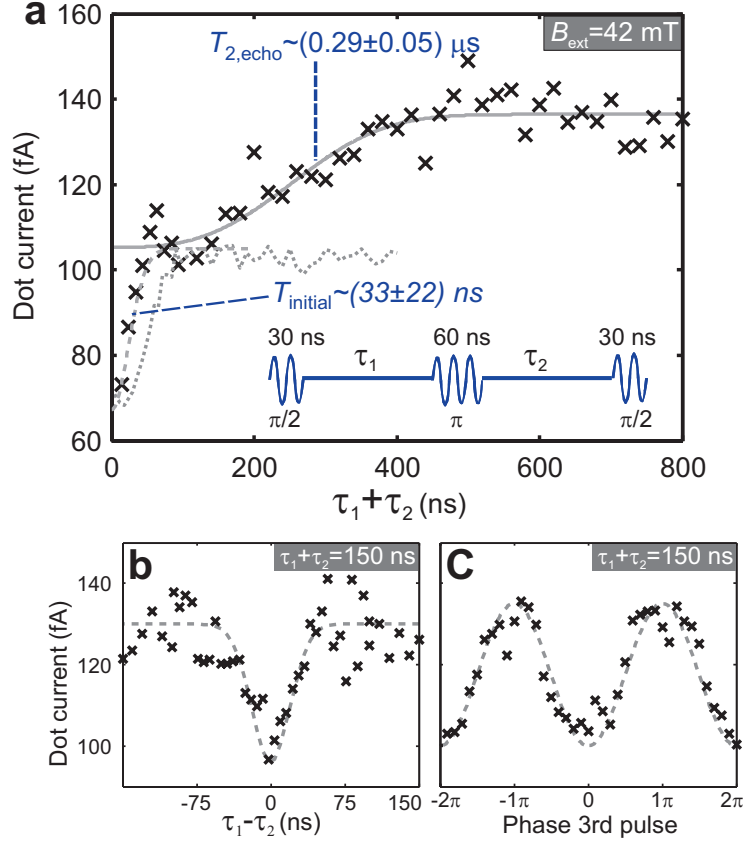 a
160
140
120
100
80
60
Dot current (fA)
B_ext=42 mT
T_2,echo~(0.29±0.05) μs
T_initial~(33±22) ns
30 ns
60 ns
30 ns
τ_1
τ_2
π/2
π
π/2
0
200
400
600
800
τ_1+τ_2 (ns)
b
τ_1+τ_2=150 ns
140
120
100
Dot current (fA)
-75
0
75
150
τ_1-τ_2 (ns)
C
τ_1+τ_2=150 ns
-2π
-1π
0
1π
2π
Phase 3rd pulse